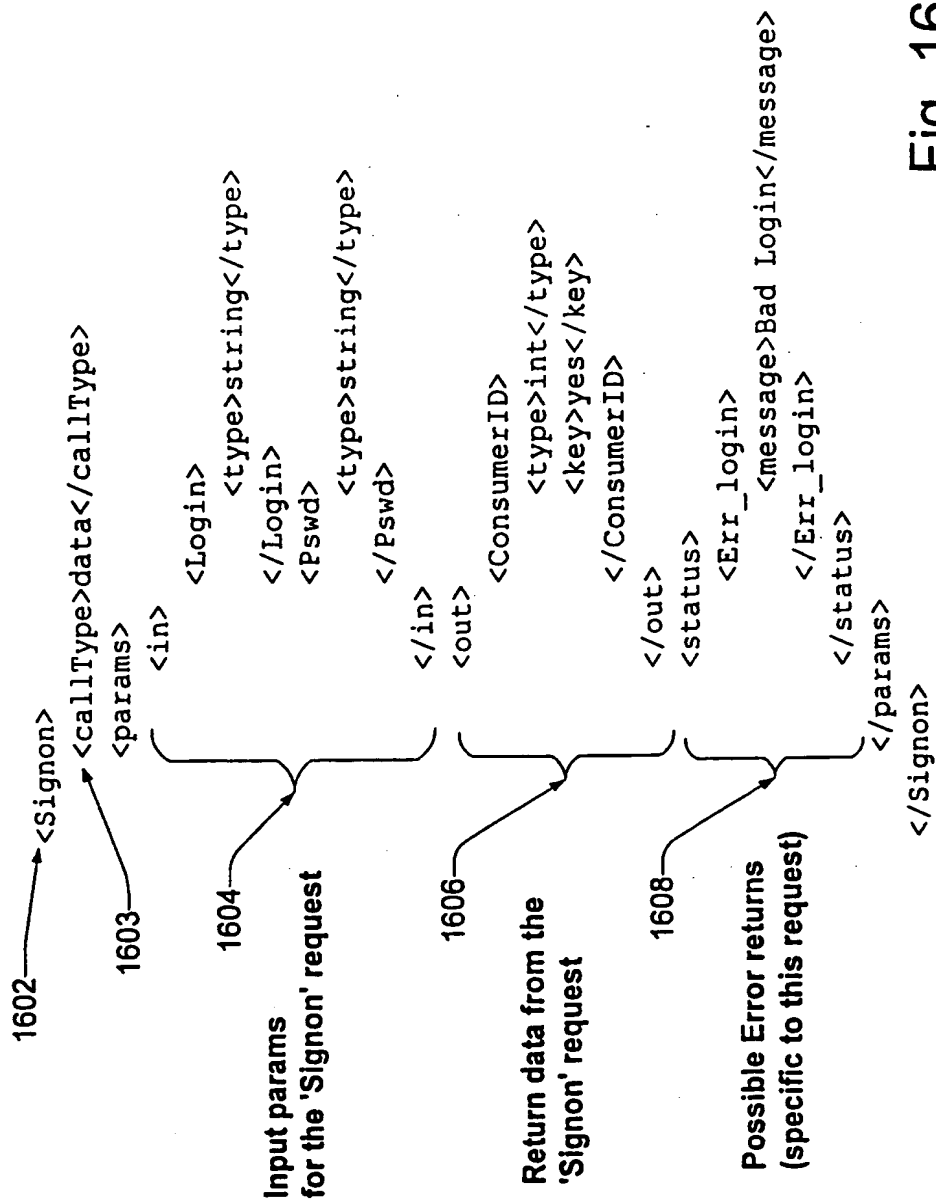 1602
<Signon>
1603
<callType>data</callType>
<params>
<in>
1604
Input params
for the 'Signon' request
<Login>
<type>string</type>
</Login>
<Pswd>
<type>string</type>
</Pswd>
</in>
<out>
1606
Return data from the
'Signon' request
<ConsumerID>
<type>int</type>
<key>yes</key>
</ConsumerID>
</out>
<status>
1608
Possible Error returns
(specific to this request)
<Err_login>
<message>Bad Login</message>
</Err_login>
</status>
</params>
</Signon>
Fig. 16